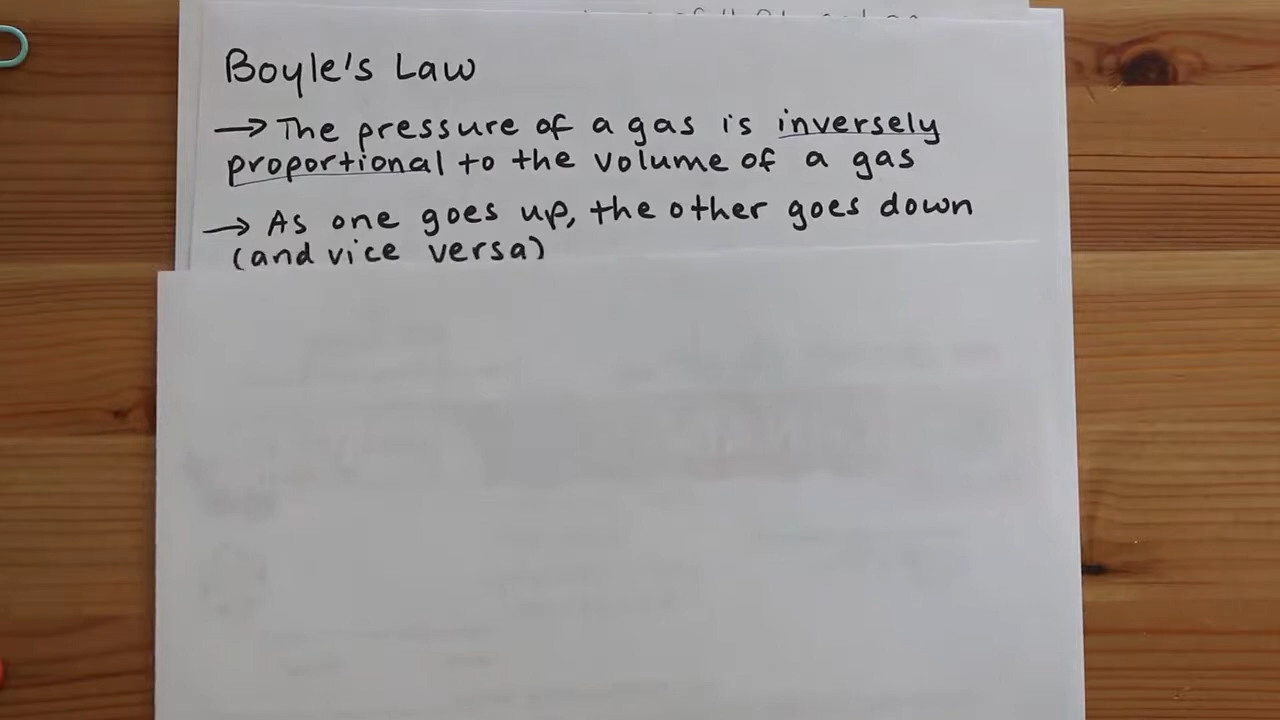 Boyle's Law
→ The pressure of a gas is inversely
proportional to the volume of a gas
→ As one goes up, the other goes down
(and vice versa)